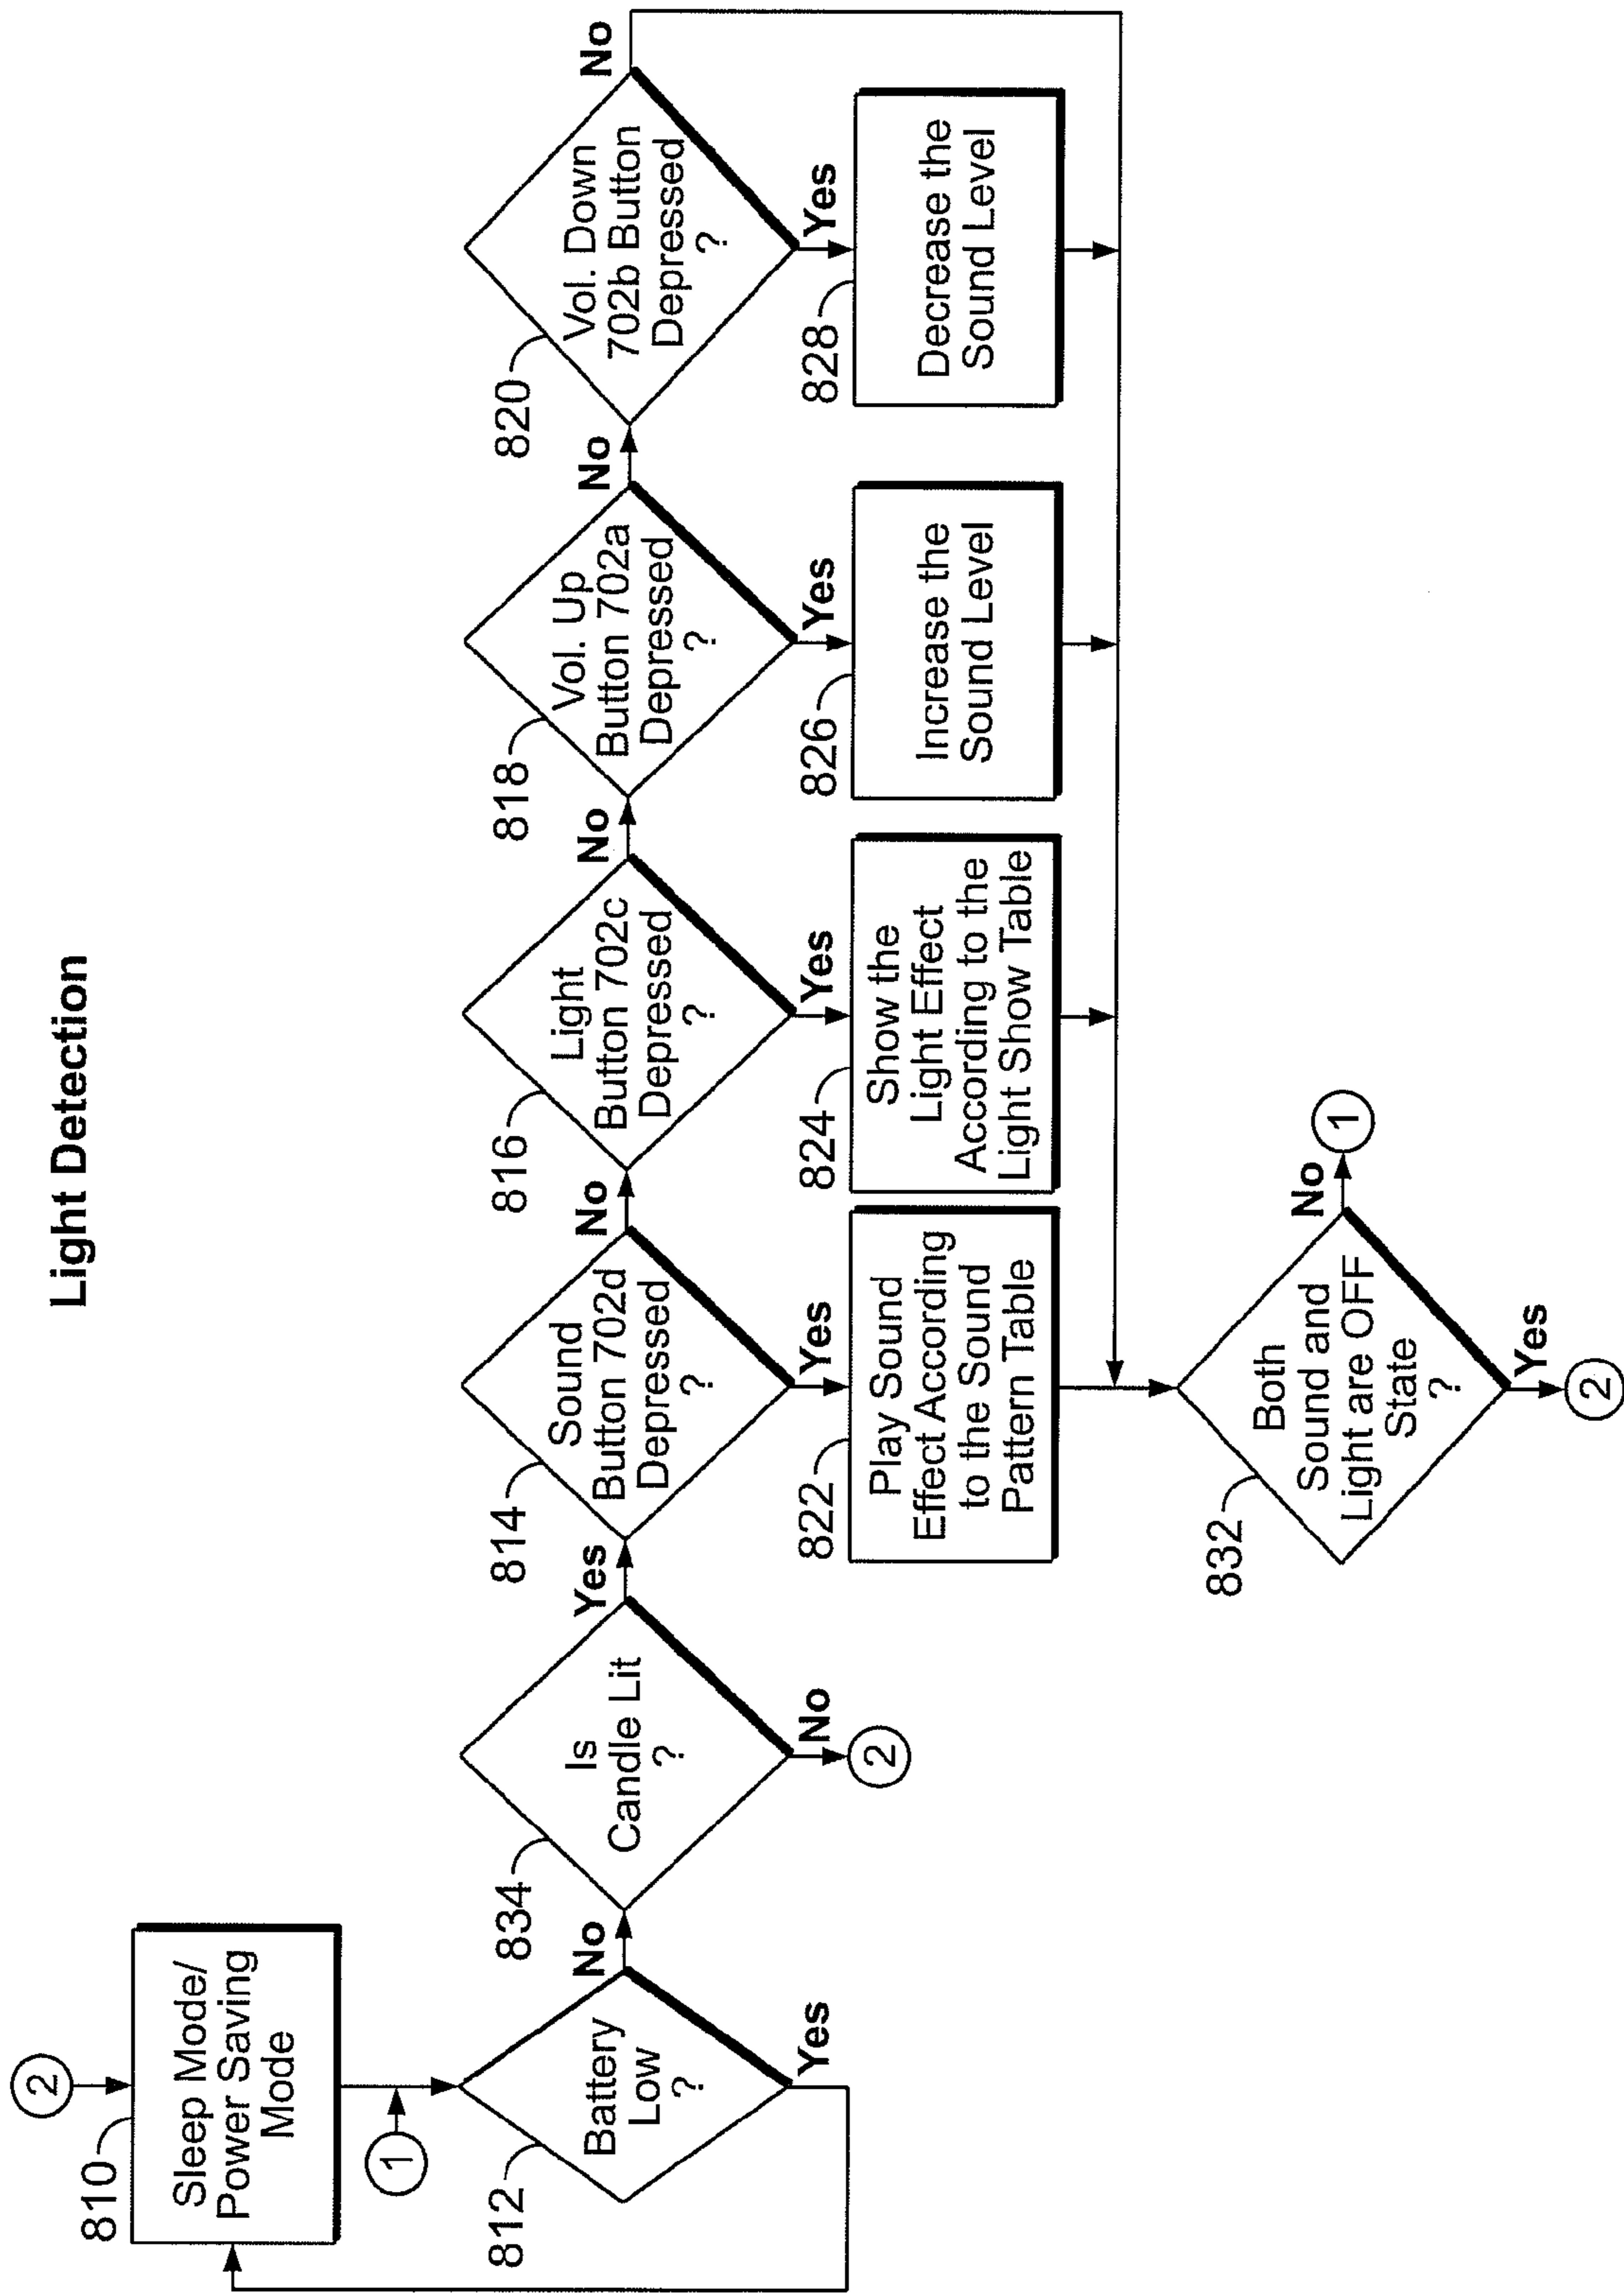 Light Detection
2
810
Sleep Mode/
Power Saving
Mode
1
812
Battery
Low
?
No
Yes
834
Is
Candle Lit
?
Yes
No
2
814
Sound
Button 702d
Depressed
?
No
Yes
816
Light
Button 702c
Depressed
?
No
Yes
818
Vol. Up
Button 702a
Depressed
?
No
Yes
820
Vol. Down
702b Button
Depressed
?
No
Yes
822
Play Sound
Effect According
to the Sound
Pattern Table
824
Show the
Light Effect
According to the
Light Show Table
826
Increase the
Sound Level
828
Decrease the
Sound Level
832
Both
Sound and
Light are OFF
State
?
No
1
Yes
2